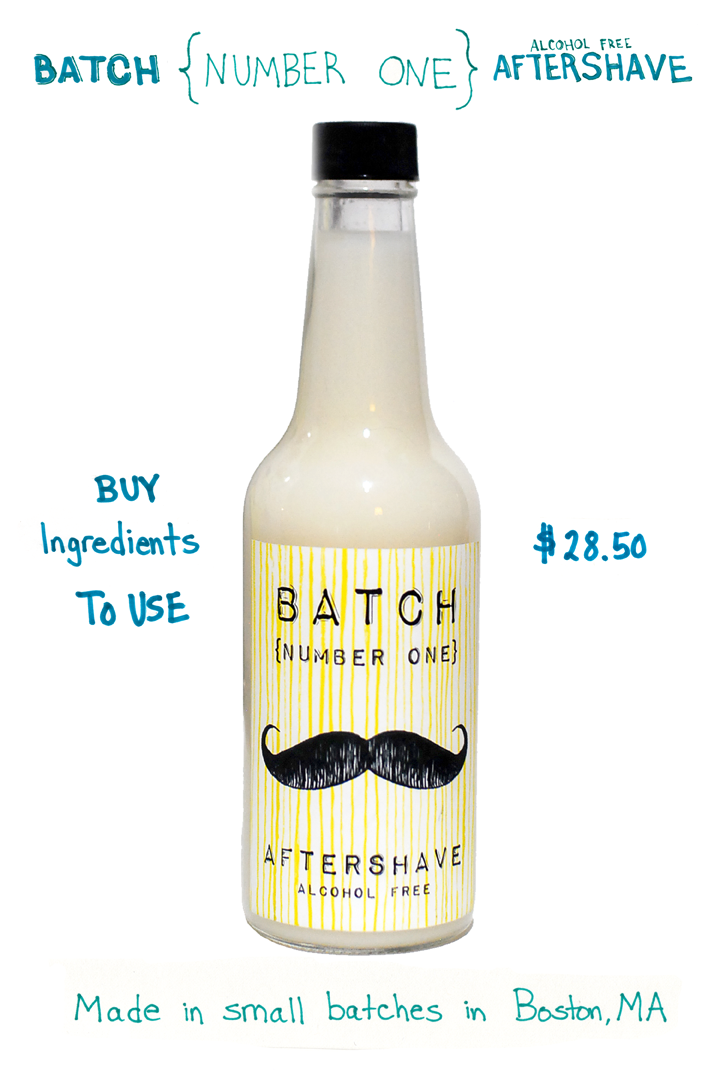 BATCH {NUMBER ONE} ALCOHOL FREE AFTERSHAVE
BUY
Ingredients
TO USE
$28.50
BATCH
{NUMBER ONE}
AFTERSHAVE
ALCOHOL FREE
Made in small batches in Boston, MA